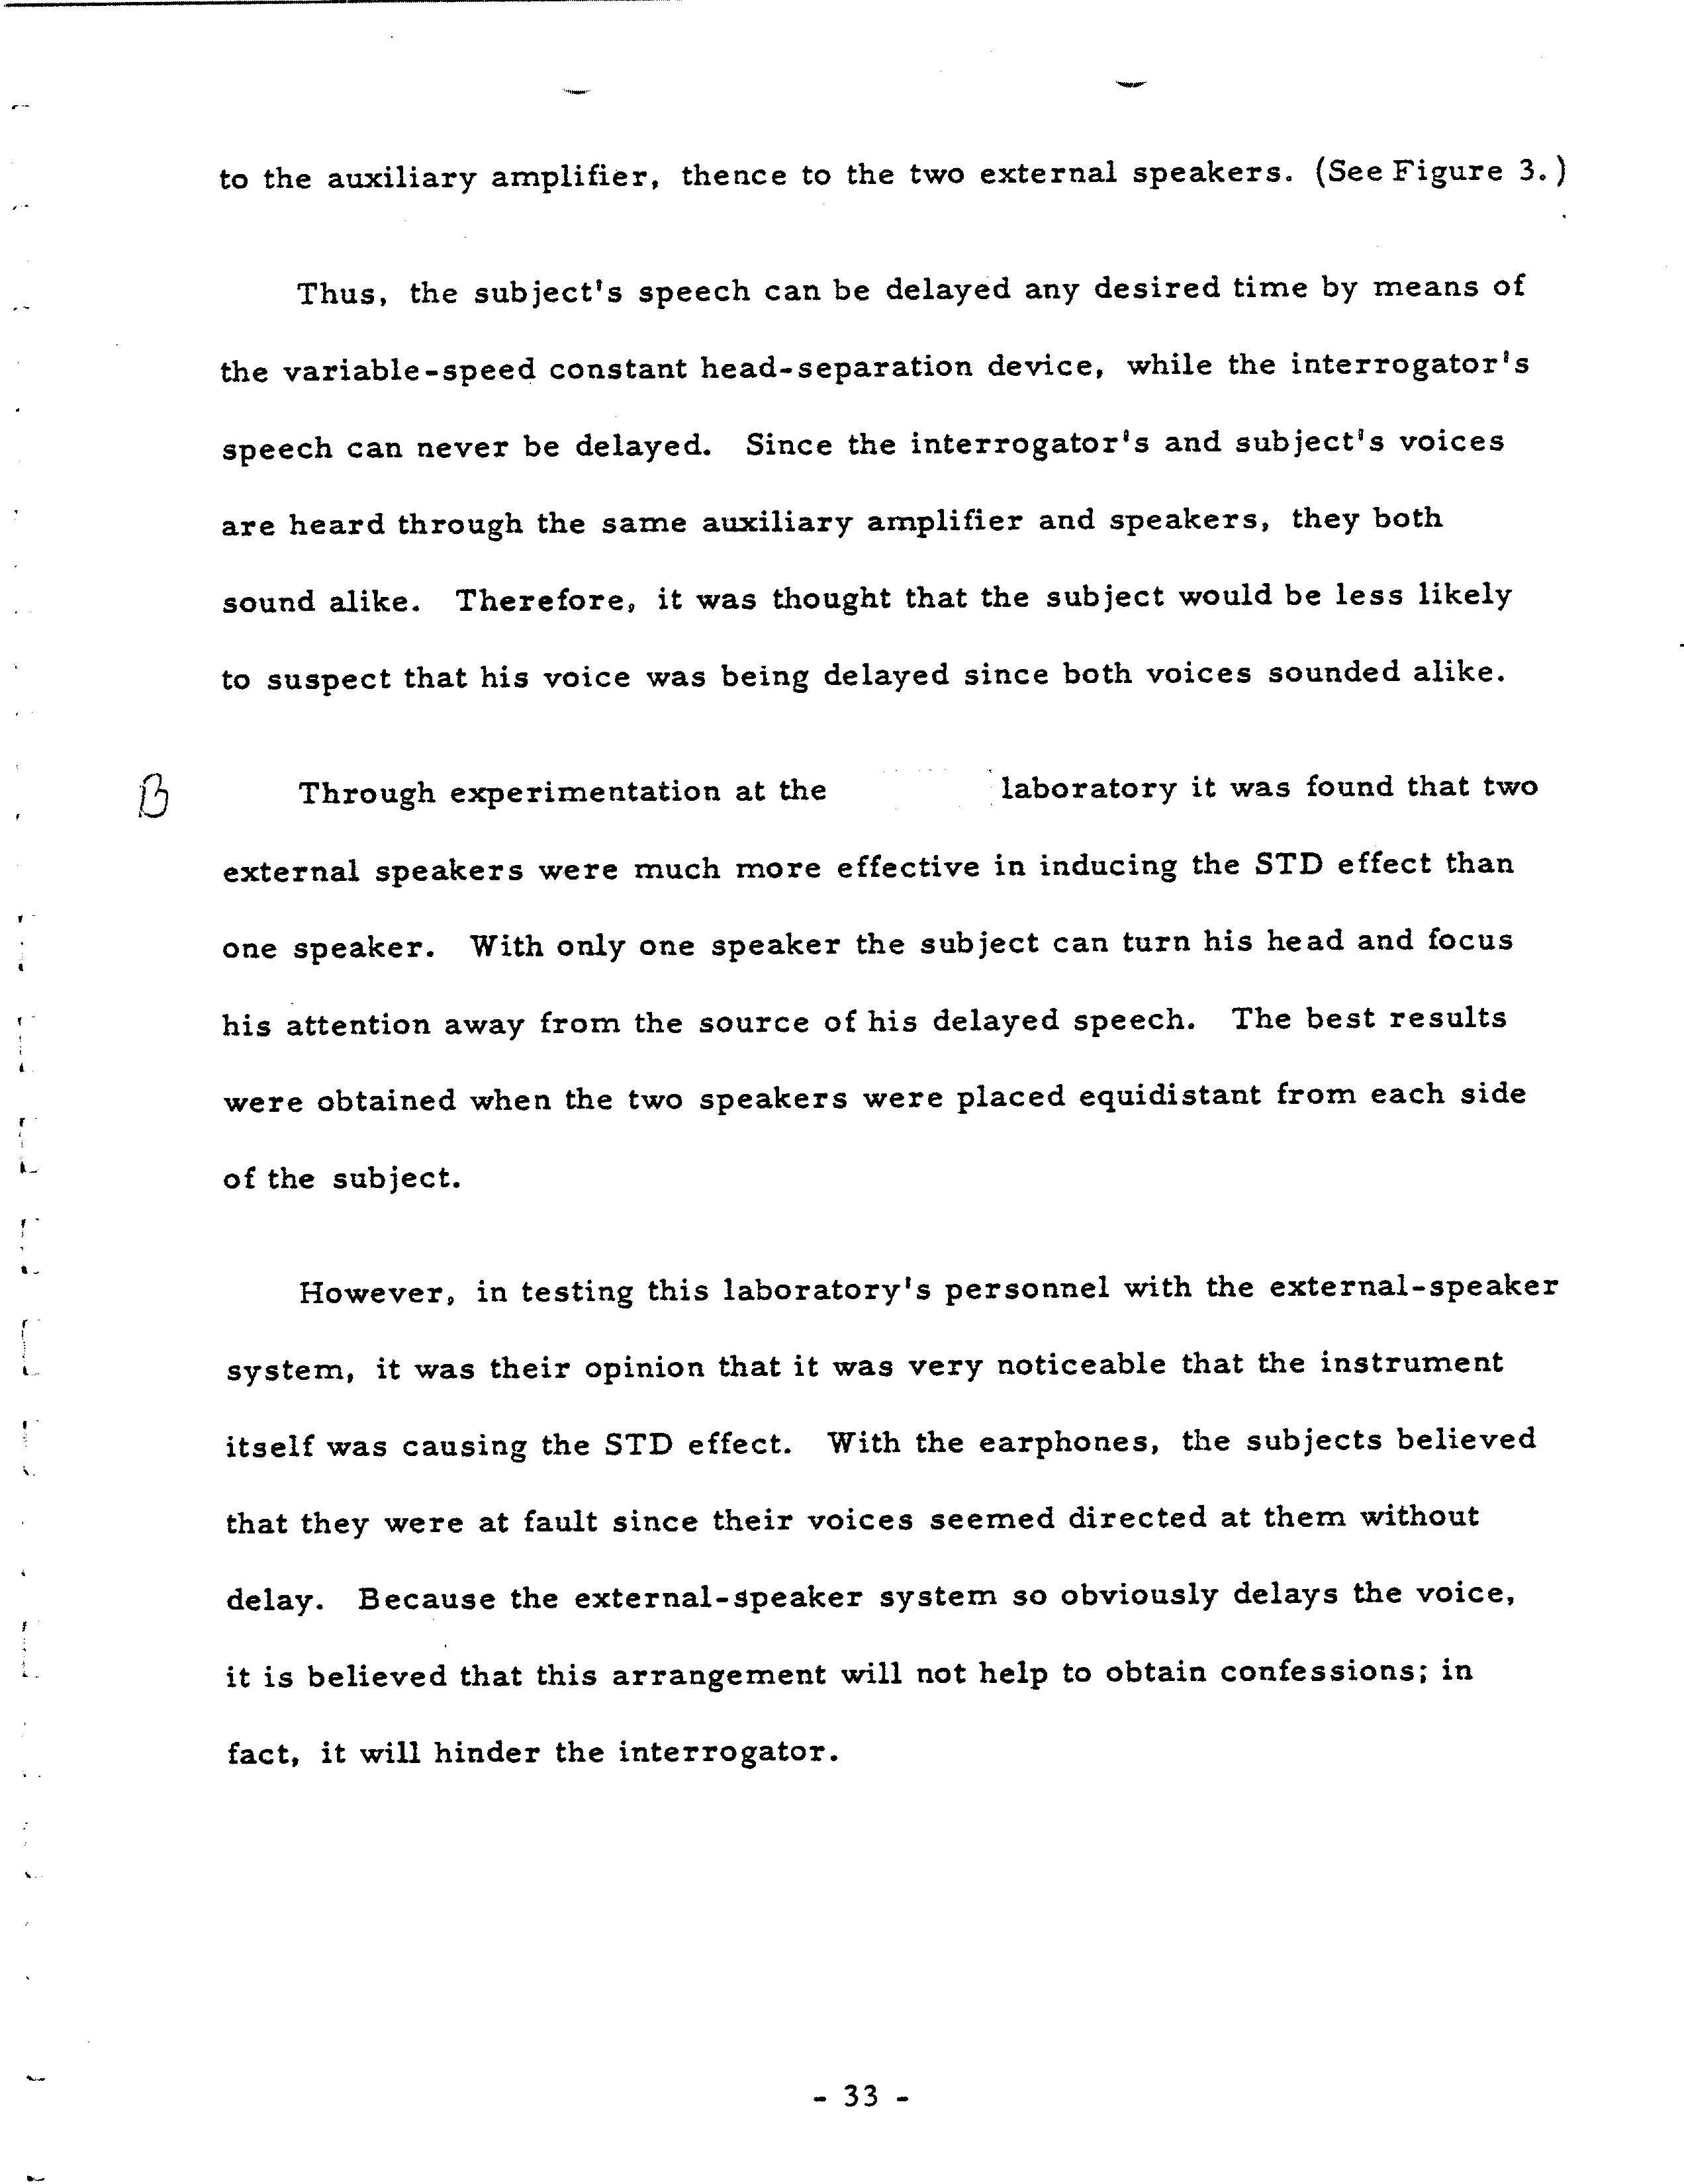 to the auxiliary amplifier, thence to the two external speakers. (See Figure 3.)
Thus, the subject's speech can be delayed any desired time by means of
the variable-speed constant head-separation device, while the interrogator's
speech can never be delayed. Since the interrogator's and subject's voices
are heard through the same auxiliary amplifier and speakers, they both
sound alike. Therefore, it was thought that the subject would be less likely
to suspect that his voice was being delayed since both voices sounded alike.
B Through experimentation at the laboratory it was found that two
external speakers were much more effective in inducing the STD effect than
one speaker. With only one speaker the subject can turn his head and focus
his attention away from the source of his delayed speech. The best results
were obtained when the two speakers were placed equidistant from each side
of the subject.
However, in testing this laboratory's personnel with the external-speaker
system, it was their opinion that it was very noticeable that the instrument
itself was causing the STD effect. With the earphones, the subjects believed
that they were at fault since their voices seemed directed at them without
delay. Because the external-speaker system so obviously delays the voice,
it is believed that this arrangement will not help to obtain confessions; in
fact, it will hinder the interrogator.
- 33 -